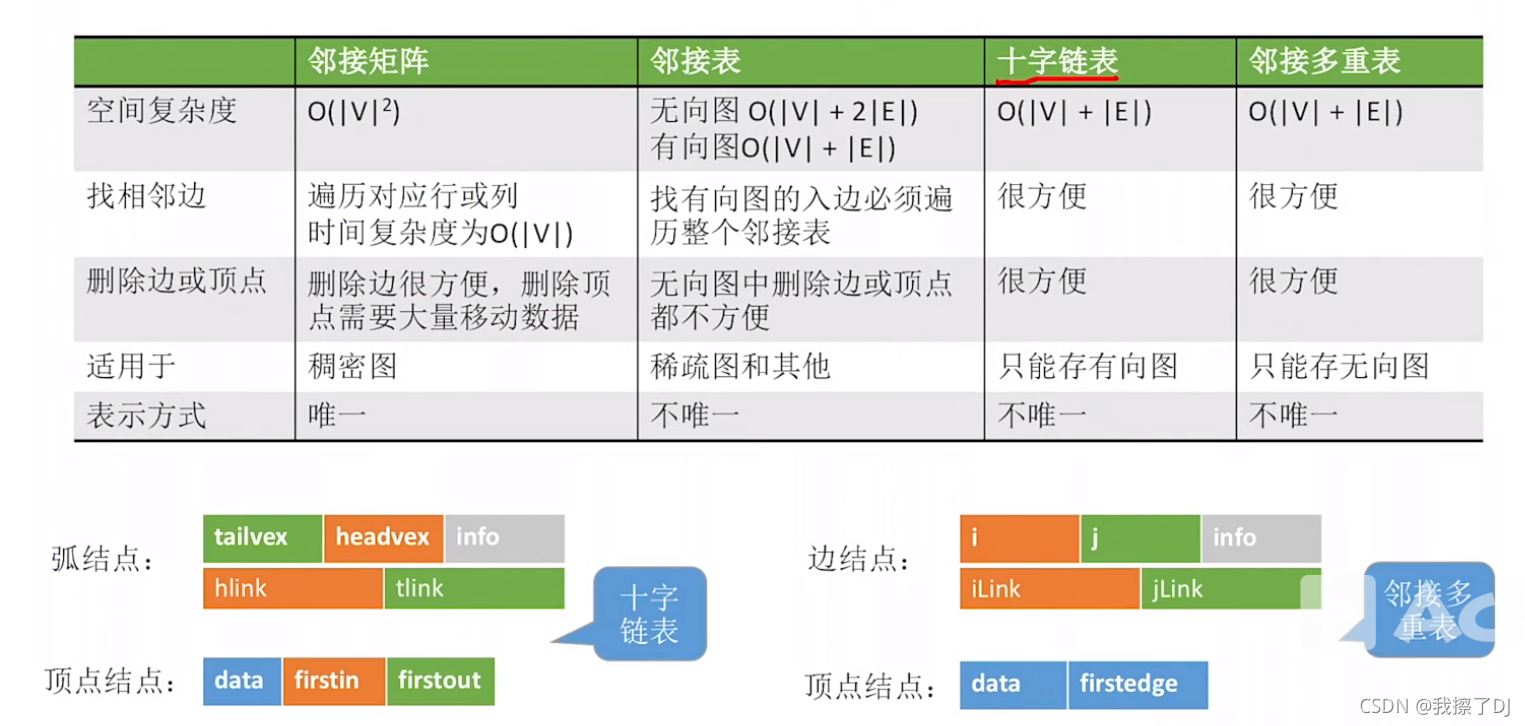 邻接矩阵 邻接表 十字链表 邻接多重表
空间复杂度 O(|V|²) 无向图 O(|V| + 2|E|) O(|V| + |E|) O(|V| + |E|)
有向图O(|V| + |E|)
找相邻边 遍历对应行或列 找有向图的入边必须遍 很方便 很方便
时间复杂度为O(|V|) 历整个邻接表
删除边或顶点 删除边很方便，删除顶 无向图中删除边或顶点 很方便 很方便
点需要大量移动数据 都不方便
适用于 稠密图 稀疏图和其他 只能存有向图 只能存无向图
表示方式 唯一 不唯一 不唯一 不唯一
弧结点： tailvex headvex info
hlink tlink
十字
链表
顶点结点： data firstin firstout
边结点： i j info
iLink jLink
邻接多
重表
顶点结点： data firstedge
CSDN @我擦了DJ